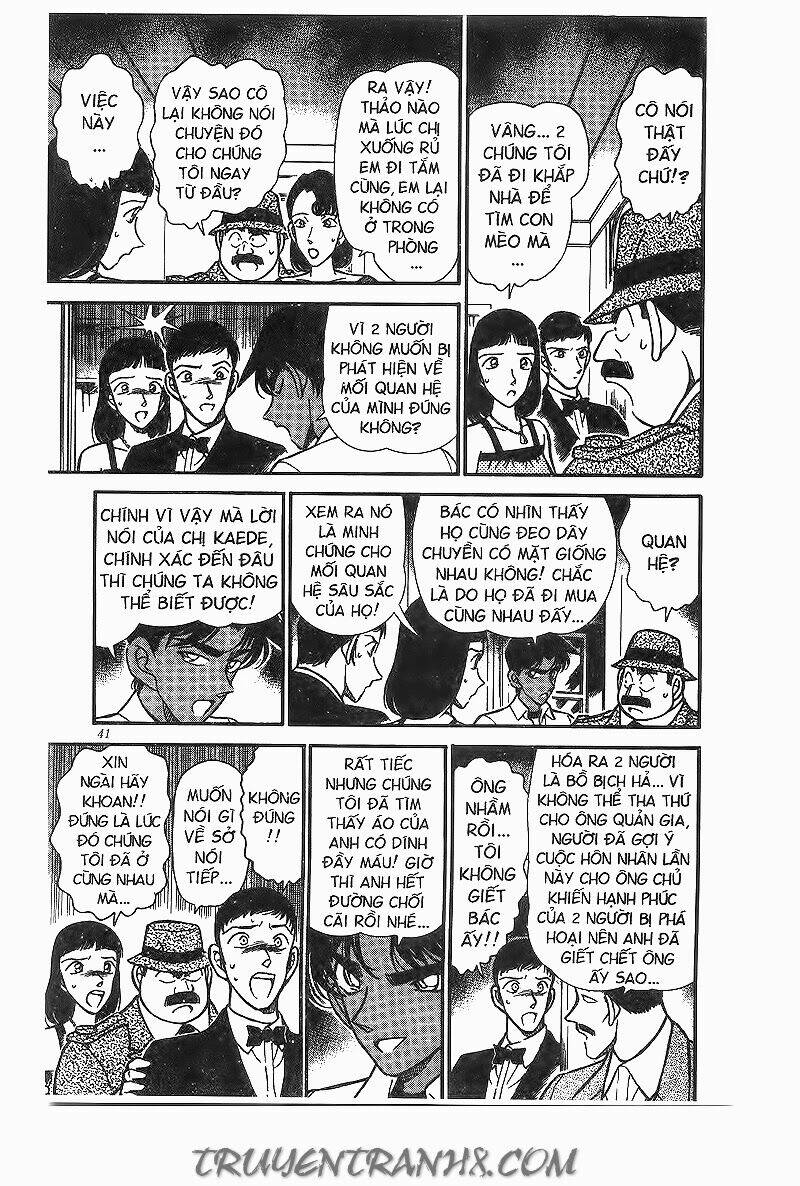 CÔ NÓI
THẬT
ĐẤY
CHỨ!?
VÂNG... 2
CHÚNG TÔI
ĐÃ ĐI KHẮP
NHÀ ĐỂ
TÌM CON
MÈO MÀ
...
RA VẬY!
THẢO NÀO
MÀ LÚC CHỊ
XUỐNG RỦ
EM ĐI TẮM
CÙNG, EM LẠI
KHÔNG CÓ
Ở TRONG
PHÒNG
...
VẬY SAO CÔ
LẠI KHÔNG NÓI
CHUYỆN ĐÓ
CHO CHÚNG
TÔI NGAY
TỪ ĐẦU?
VIỆC
NÀY
...
VÌ 2 NGƯỜI
KHÔNG MUỐN BỊ
PHÁT HIỆN VỀ
MỐI QUAN HỆ
CỦA MÌNH ĐÚNG
KHÔNG?
QUAN
HỆ?
BÁC CÓ NHÌN THẤY
HỌ CÙNG ĐEO DÂY
CHUYỀN CÓ MẶT GIỐNG
NHAU KHÔNG! CHẮC
LÀ DO HỌ ĐÃ ĐI MUA
CÙNG NHAU ĐẤY...
XEM RA NÓ
LÀ MINH
CHỨNG CHO
MỐI QUAN
HỆ SÂU SẮC
CỦA HỌ!
CHÍNH VÌ VẬY MÀ LỜI
NÓI CỦA CHỊ KAEDE,
CHÍNH XÁC ĐẾN ĐÂU
THÌ CHÚNG TA KHÔNG
THỂ BIẾT ĐƯỢC!
41
HÓA RA 2 NGƯỜI
LÀ BỒ BỊCH HẢ... VÌ
KHÔNG THỂ THA THỨ
CHO ÔNG QUẢN GIA,
NGƯỜI ĐÃ GỢI Ý
CUỘC HÔN NHÂN LẦN
NÀY CHO ÔNG CHỦ
KHIẾN HẠNH PHÚC
CỦA 2 NGƯỜI BỊ PHÁ
HOẠI NÊN ANH ĐÃ
GIẾT CHẾT ÔNG
ẤY SAO...
ÔNG
NHẦM
RỒI...
TÔI
KHÔNG
GIẾT
BÁC
ẤY!!
RẤT TIẾC
NHƯNG CHÚNG
TÔI ĐÃ TÌM
THẤY ÁO CỦA
ANH CÓ DÍNH
ĐẦY MÁU! GIỜ
THÌ ANH HẾT
ĐƯỜNG CHỐI
CÃI RỒI NHÉ...
KHÔNG
ĐÚNG
!!
MUỐN
NÓI GÌ
VỀ SỞ
NÓI
TIẾP...
XIN
NGÀI HÃY
KHOAN!!
ĐÚNG LÀ LÚC
ĐÓ CHÚNG
TÔI ĐÃ Ở
CÙNG NHAU
MÀ...
TRUYENTRANH8.COM